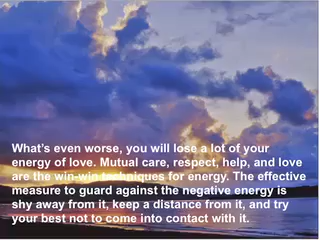 What's even worse, you will lose a lot of your
energy of love. Mutual care, respect, help, and love
are the win-win techniques for energy. The effective
measure to guard against the negative energy is
shy away from it, keep a distance from it, and try
your best not to come into contact with it.